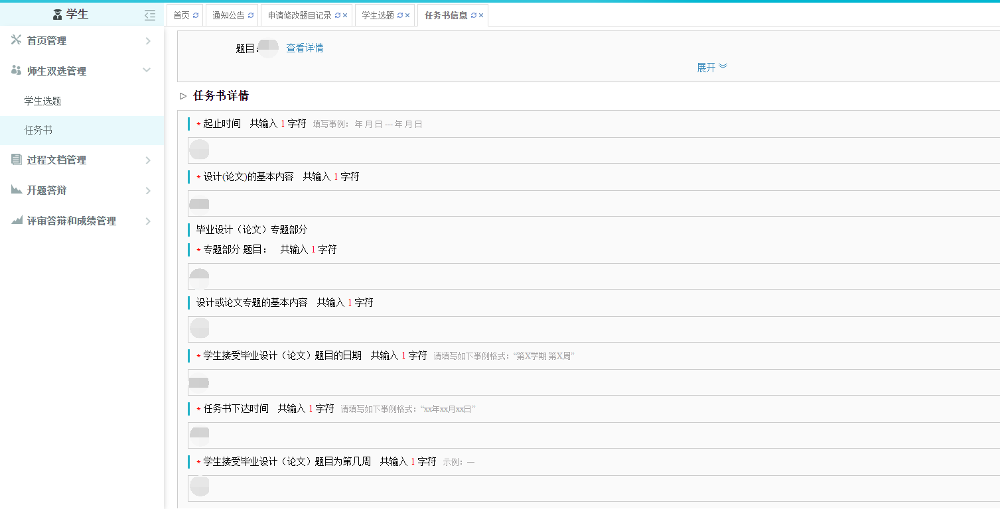 学生
首页
通知公告
申请修改题目记录
学生选题
任务书信息
首页管理
师生双选管理
学生选题
任务书
过程文档管理
开题答辩
评审答辩和成绩管理
题目： 查看详情
展开
任务书详情
* 起止时间 共输入 1 字符 填写事例： 年 月 日 — 年 月 日
* 设计(论文)的基本内容 共输入 1 字符
毕业设计（论文）专题部分
* 专题部分 题目： 共输入 1 字符
设计或论文专题的基本内容 共输入 1 字符
* 学生接受毕业设计（论文）题目的日期 共输入 1 字符 请填写如下事例格式：“第X学期 第X周”
* 任务书下达时间 共输入 1 字符 请填写如下事例格式：“xx年xx月xx日”
* 学生接受毕业设计（论文）题目为第几周 共输入 1 字符 示例：一